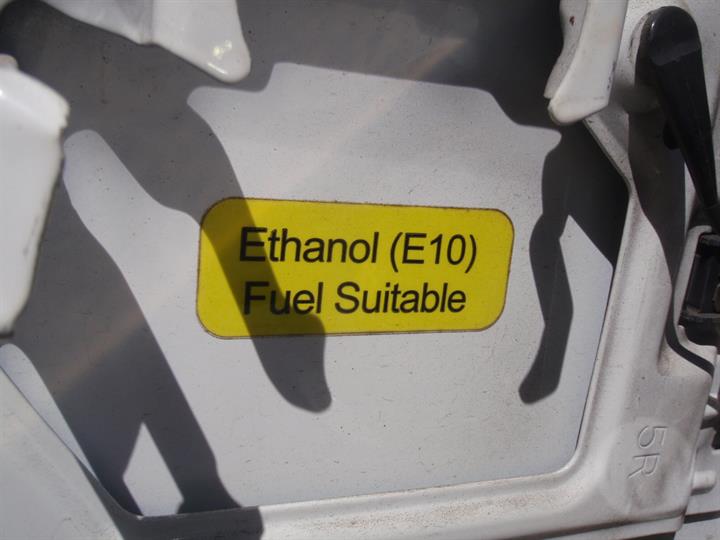 Ethanol (E10)
Fuel Suitable
5R